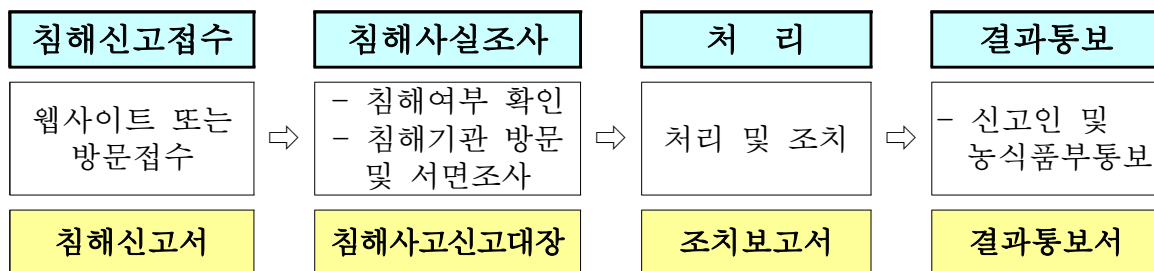 침해신고접수
침해사실조사
처 리
결과통보
웹사이트 또는
방문접수
⇨
- 침해여부 확인
- 침해기관 방문
및 서면조사
⇨
처리 및 조치
⇨
- 신고인 및
농식품부통보
침해신고서
침해사고신고대장
조치보고서
결과통보서